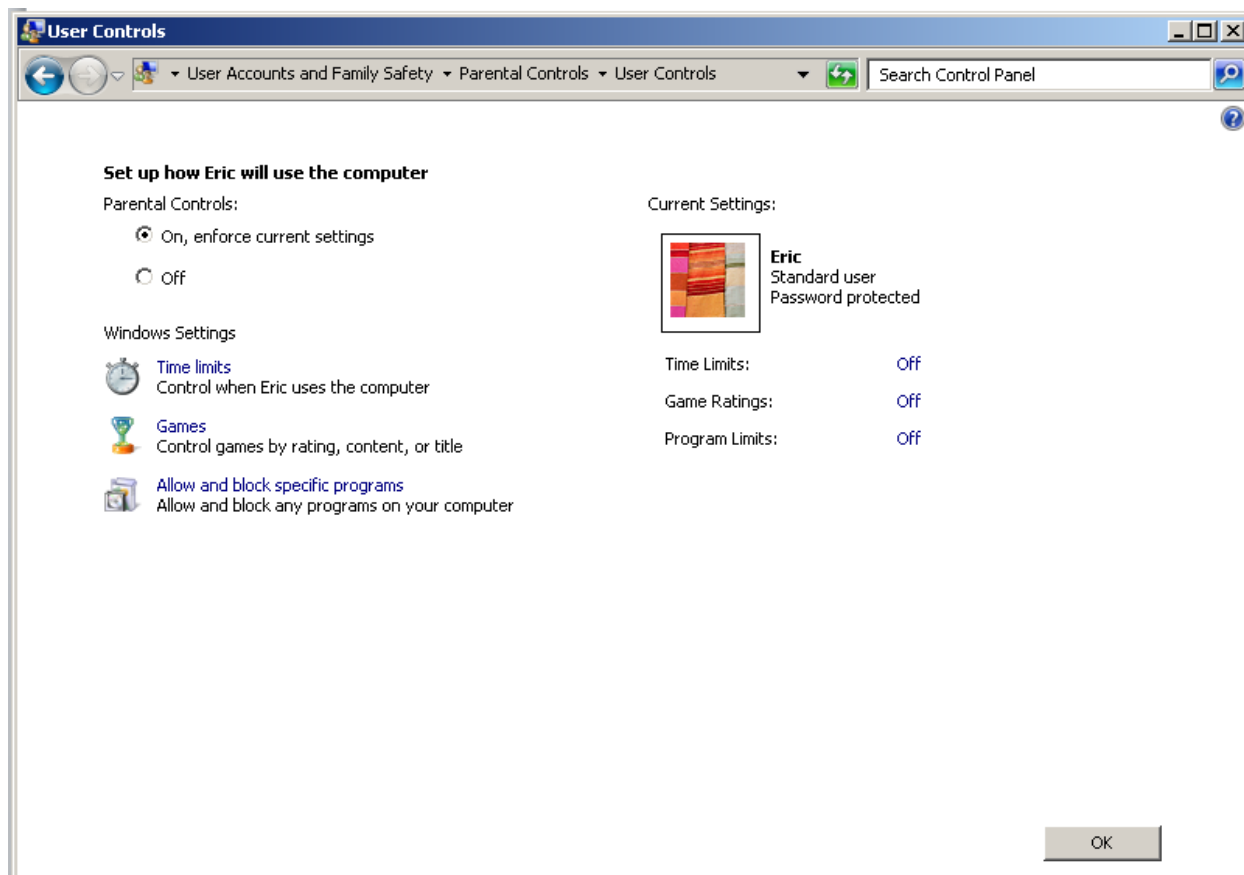 User Controls
User Accounts and Family Safety Parental Controls User Controls
Search Control Panel
Set up how Eric will use the computer
Parental Controls:
On, enforce current settings
Off
Windows Settings
Time limits
Control when Eric uses the computer
Games
Control games by rating, content, or title
Allow and block specific programs
Allow and block any programs on your computer
Current Settings:
Eric
Standard user
Password protected
Time Limits: Off
Game Ratings: Off
Program Limits: Off
OK